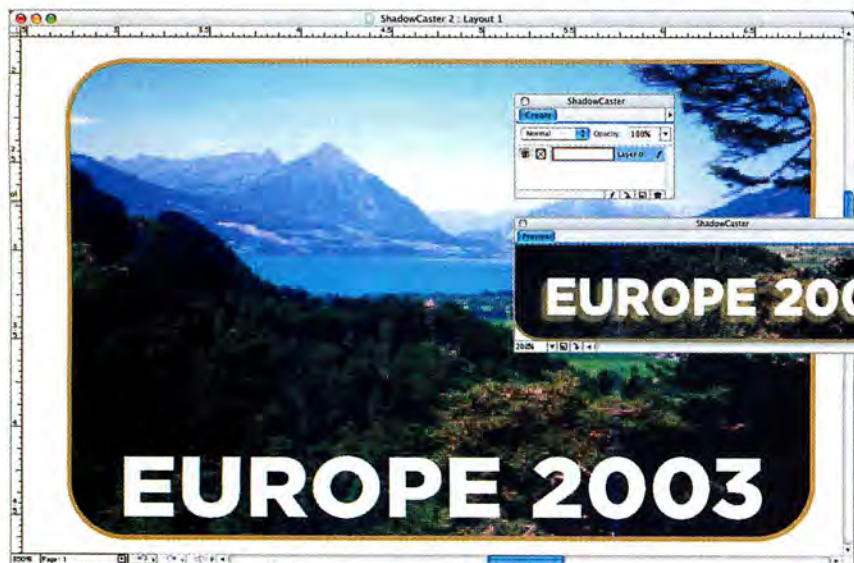 ShadowCaster 2 : Layout 1
ShadowCaster
Create
Normal
Opacity: 100%
Layer 0
ShadowCaster
Preview
EUROPE 200
200%
EUROPE 2003
Page: 1